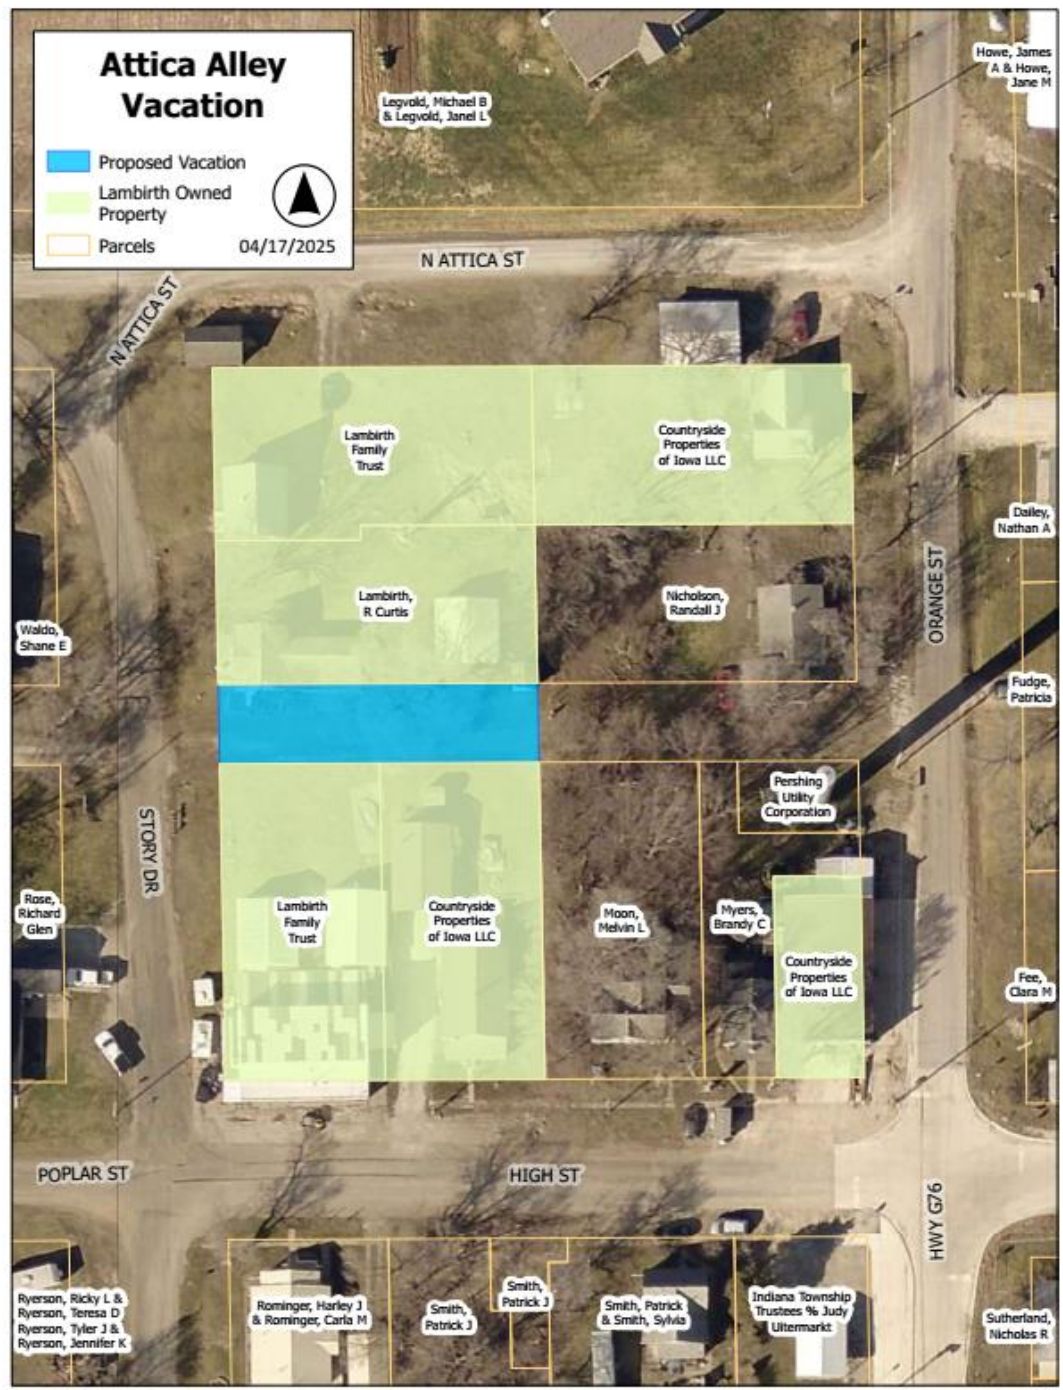 Attica Alley
Vacation
Proposed Vacation
Lambirth Owned
Property
Parcels
04/17/2025
Legvold, Michael B
& Legvold, Janel L
Howe, James
A & Howe,
Jane M
N ATTICA ST
N ATTICA ST
Lambirth
Family
Trust
Countryside
Properties
of Iowa LLC
Dailey,
Nathan A
Lambirth,
R Curtis
Nicholson,
Randall J
ORANGE ST
Waldo,
Shane E
Fudge,
Patricia
Pershing
Utility
Corporation
STORY DR
Rose,
Richard
Glen
Lambirth
Family
Trust
Countryside
Properties
of Iowa LLC
Moon,
Melvin L
Myers,
Brandy C
Countryside
Properties
of Iowa LLC
Fee,
Clara M
POPLAR ST
HIGH ST
HWY G76
Ryerson, Ricky L &
Ryerson, Teresa D
Ryerson, Tyler J &
Ryerson, Jennifer K
Rominger, Harley J
& Rominger, Carla M
Smith,
Patrick J
Smith,
Patrick J
Smith, Patrick
& Smith, Sylvia
Indiana Township
Trustees % Judy
Uitermarkt
Sutherland,
Nicholas R